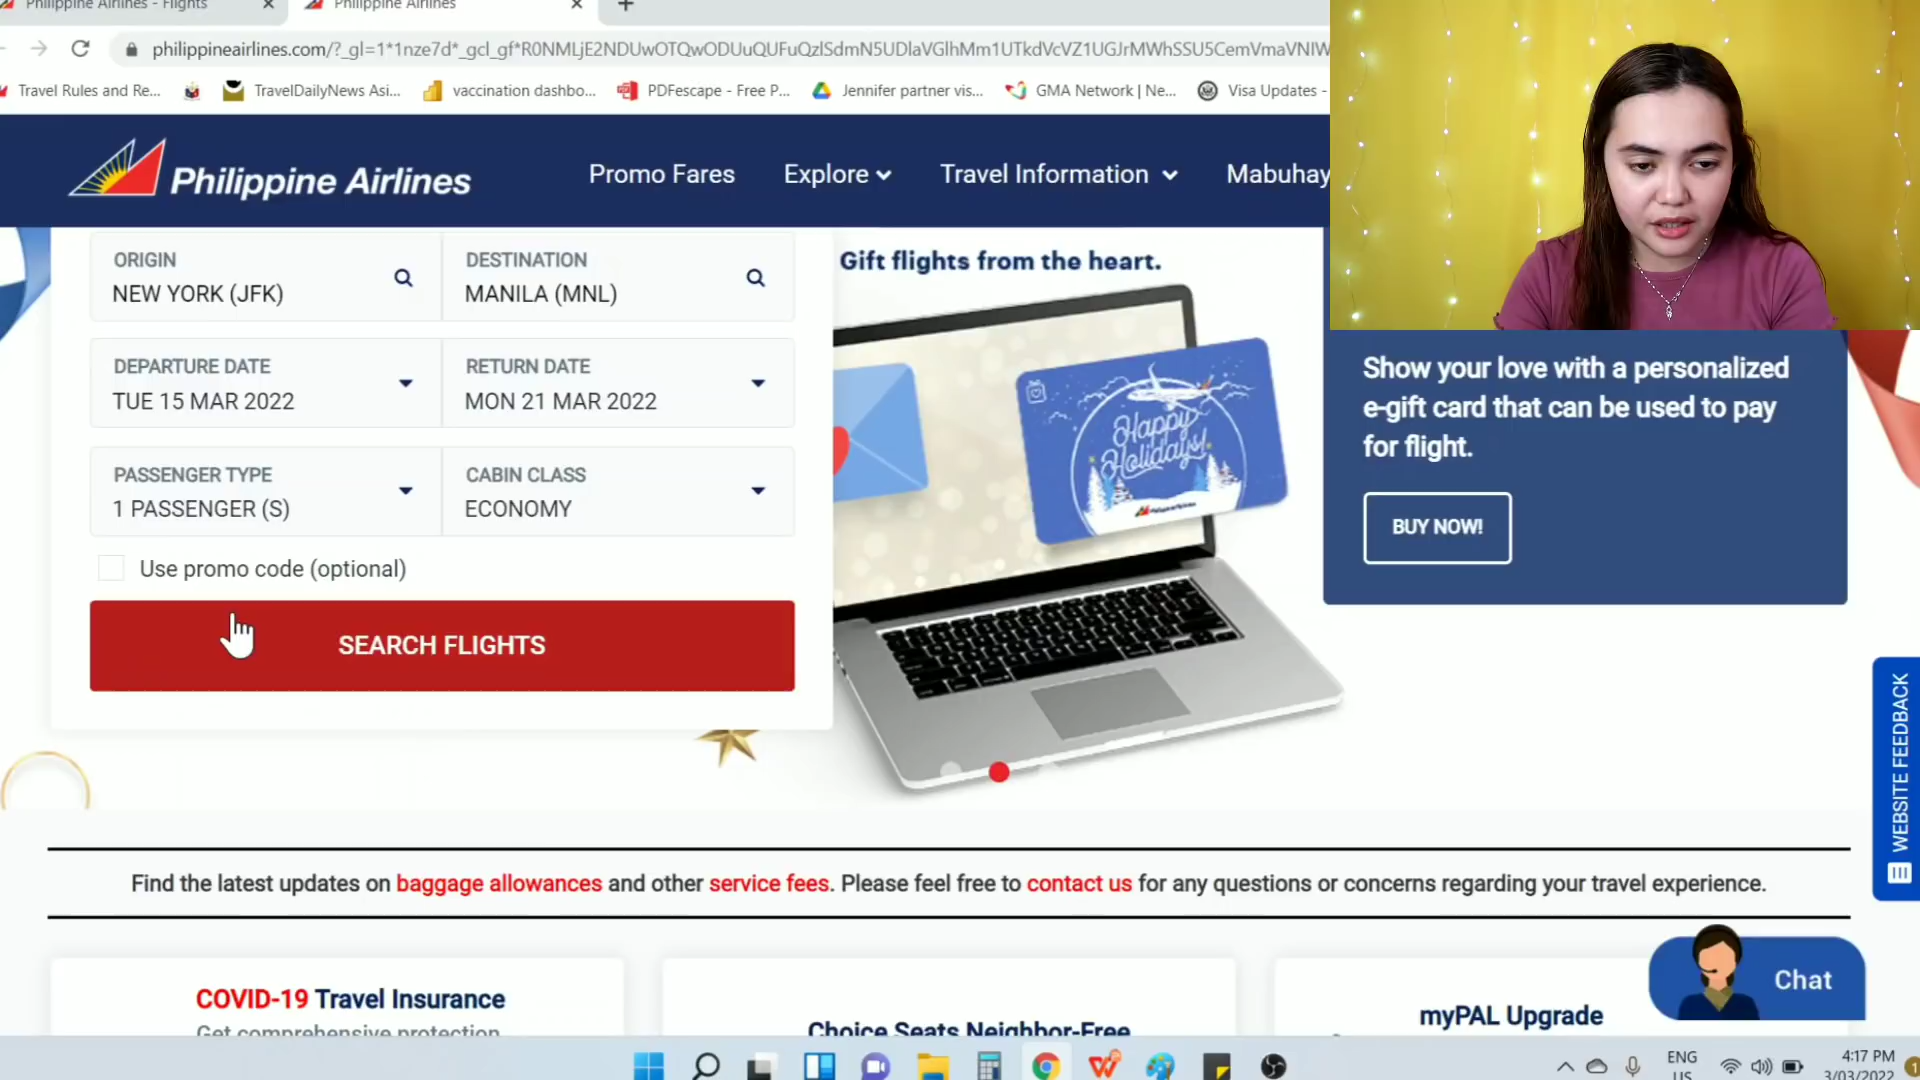 Philippine Airlines - Flights
Philippine Airlines
Travel Rules and Re...
TravelDailyNews Asi...
vaccination dashbo...
PDFescape - Free P...
Jennifer partner vis...
GMA Network | Ne...
Visa Updates -
Philippine Airlines
Promo Fares
Explore
Travel Information
Mabuhay
ORIGIN
NEW YORK (JFK)
DESTINATION
MANILA (MNL)
DEPARTURE DATE
TUE 15 MAR 2022
RETURN DATE
MON 21 MAR 2022
PASSENGER TYPE
1 PASSENGER (S)
CABIN CLASS
ECONOMY
Use promo code (optional)
SEARCH FLIGHTS
Gift flights from the heart.
Happy
Holidays!
Philippine Airlines
Show your love with a personalized
e-gift card that can be used to pay
for flight.
BUY NOW!
WEBSITE FEEDBACK
Find the latest updates on baggage allowances and other service fees. Please feel free to contact us for any questions or concerns regarding your travel experience.
COVID-19 Travel Insurance
Get comprehensive protection
Choice Seats Neighbor-Free
myPAL Upgrade
Chat
ENG
US
4:17 PM
3/03/2022